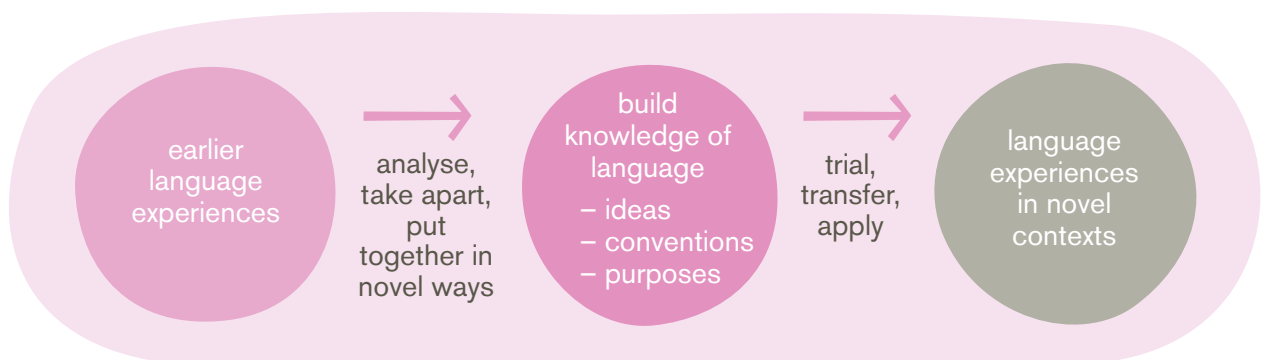 earlier
language
experiences
analyse,
take apart,
put
together in
novel ways
build
knowledge of
language
– ideas
– conventions
– purposes
trial,
transfer,
apply
language
experiences
in novel
contexts